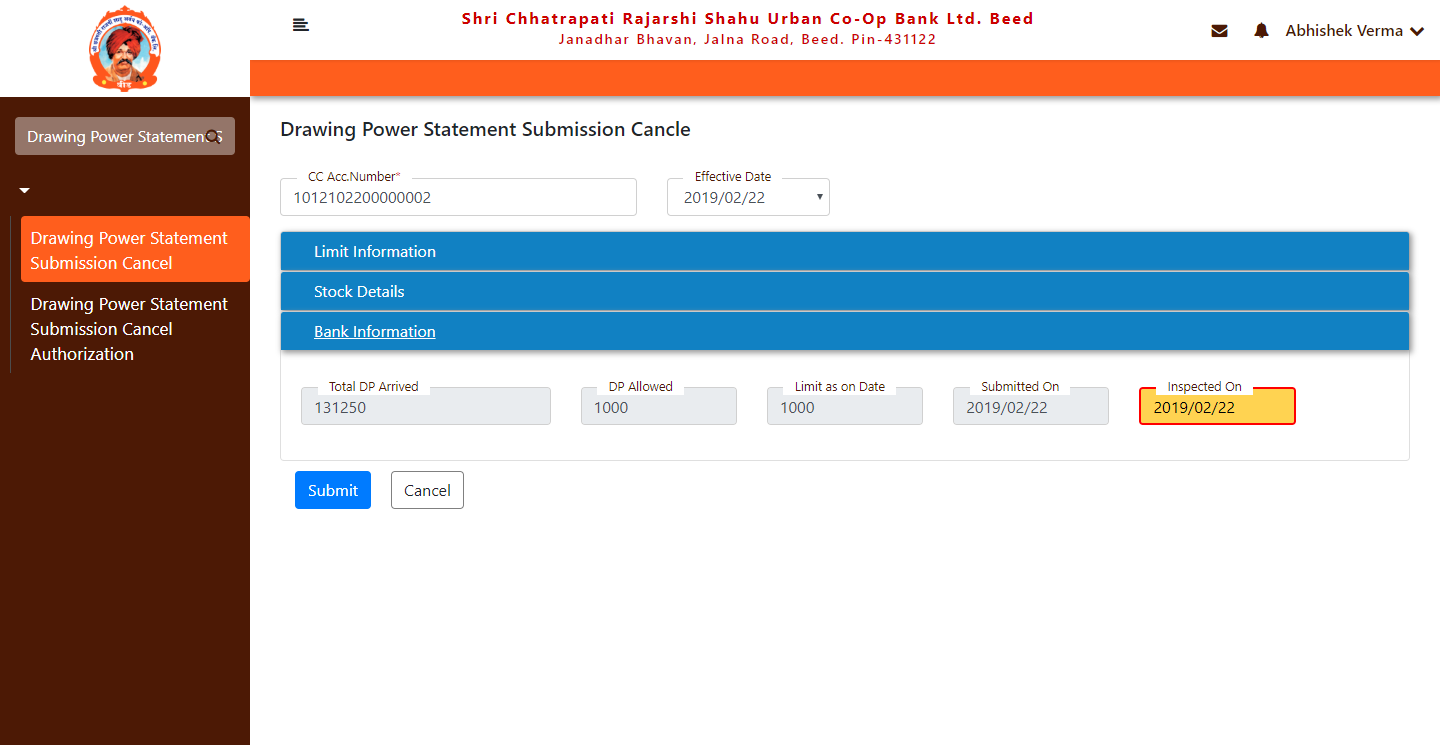 Shri Chhatrapati Rajarshi Shahu Urban Co-Op Bank Ltd. Beed
Janadhar Bhavan, Jalna Road, Beed. Pin-431122
Abhishek Verma
Drawing Power Statement
Drawing Power Statement
Submission Cancel
Drawing Power Statement
Submission Cancel
Authorization
Drawing Power Statement Submission Cancle
CC Acc.Number*
1012102200000002
Effective Date
2019/02/22
Limit Information
Stock Details
Bank Information
Total DP Arrived
131250
DP Allowed
1000
Limit as on Date
1000
Submitted On
2019/02/22
Inspected On
2019/02/22
Submit
Cancel